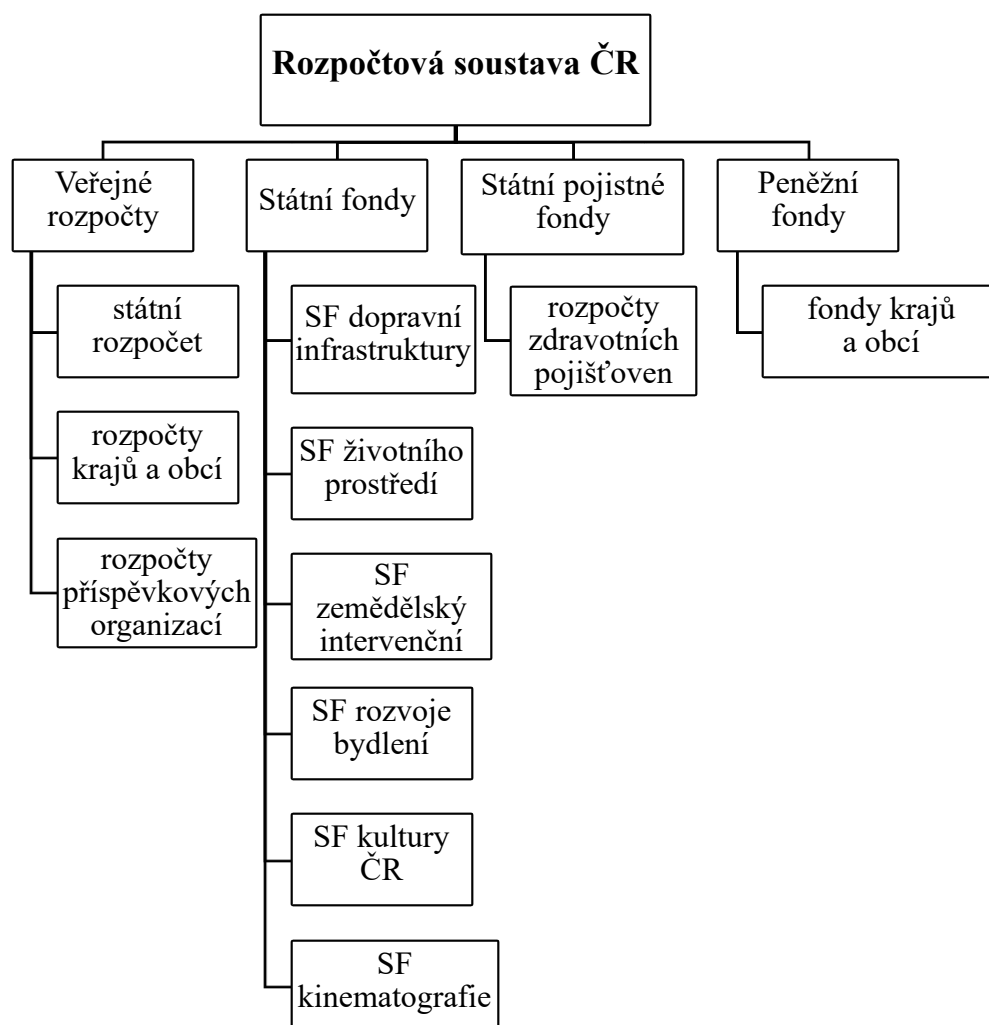 Rozpočtová soustava ČR
Veřejné
rozpočty
státní
rozpočet
rozpočty
krajů a obcí
rozpočty
příspěvkových
organizací
Státní fondy
SF dopravní
infrastruktury
SF životního
prostředí
SF
zemědělský
intervenční
SF rozvoje
bydlení
SF kultury
ČR
SF
kinematografie
Státní pojistné
fondy
rozpočty
zdravotních
pojišťoven
Peněžní
fondy
fondy krajů
a obcí